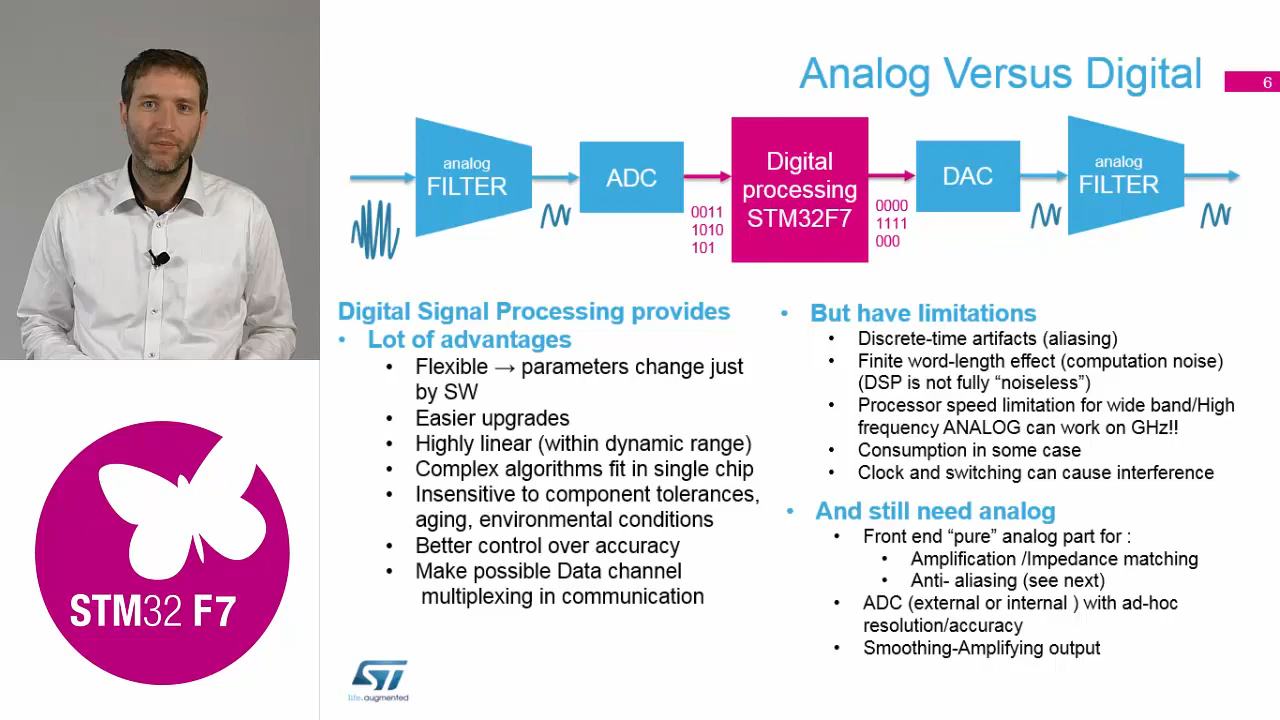 Analog Versus Digital
6
analog
FILTER
ADC
0011
1010
101
Digital
processing
STM32F7
0000
1111
000
DAC
analog
FILTER
Digital Signal Processing provides
• Lot of advantages
• Flexible → parameters change just
by SW
• Easier upgrades
• Highly linear (within dynamic range)
• Complex algorithms fit in single chip
• Insensitive to component tolerances,
aging, environmental conditions
• Better control over accuracy
• Make possible Data channel
multiplexing in communication
• But have limitations
• Discrete-time artifacts (aliasing)
• Finite word-length effect (computation noise)
(DSP is not fully “noiseless”)
• Processor speed limitation for wide band/High
frequency ANALOG can work on GHz!!
• Consumption in some case
• Clock and switching can cause interference
• And still need analog
• Front end “pure” analog part for :
• Amplification /Impedance matching
• Anti- aliasing (see next)
• ADC (external or internal ) with ad-hoc
resolution/accuracy
• Smoothing-Amplifying output
STM32 F7
ST
life.augmented